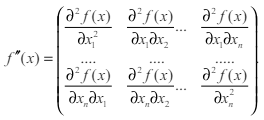 f″(x) = ( ∂²f(x)/∂x₁² ∂²f(x)/∂x₁∂x₂ ... ∂²f(x)/∂x₁∂xₙ
.... .... .....
∂²f(x)/∂xₙ∂x₁ ∂²f(x)/∂xₙ∂x₂ ... ∂²f(x)/∂xₙ² ).